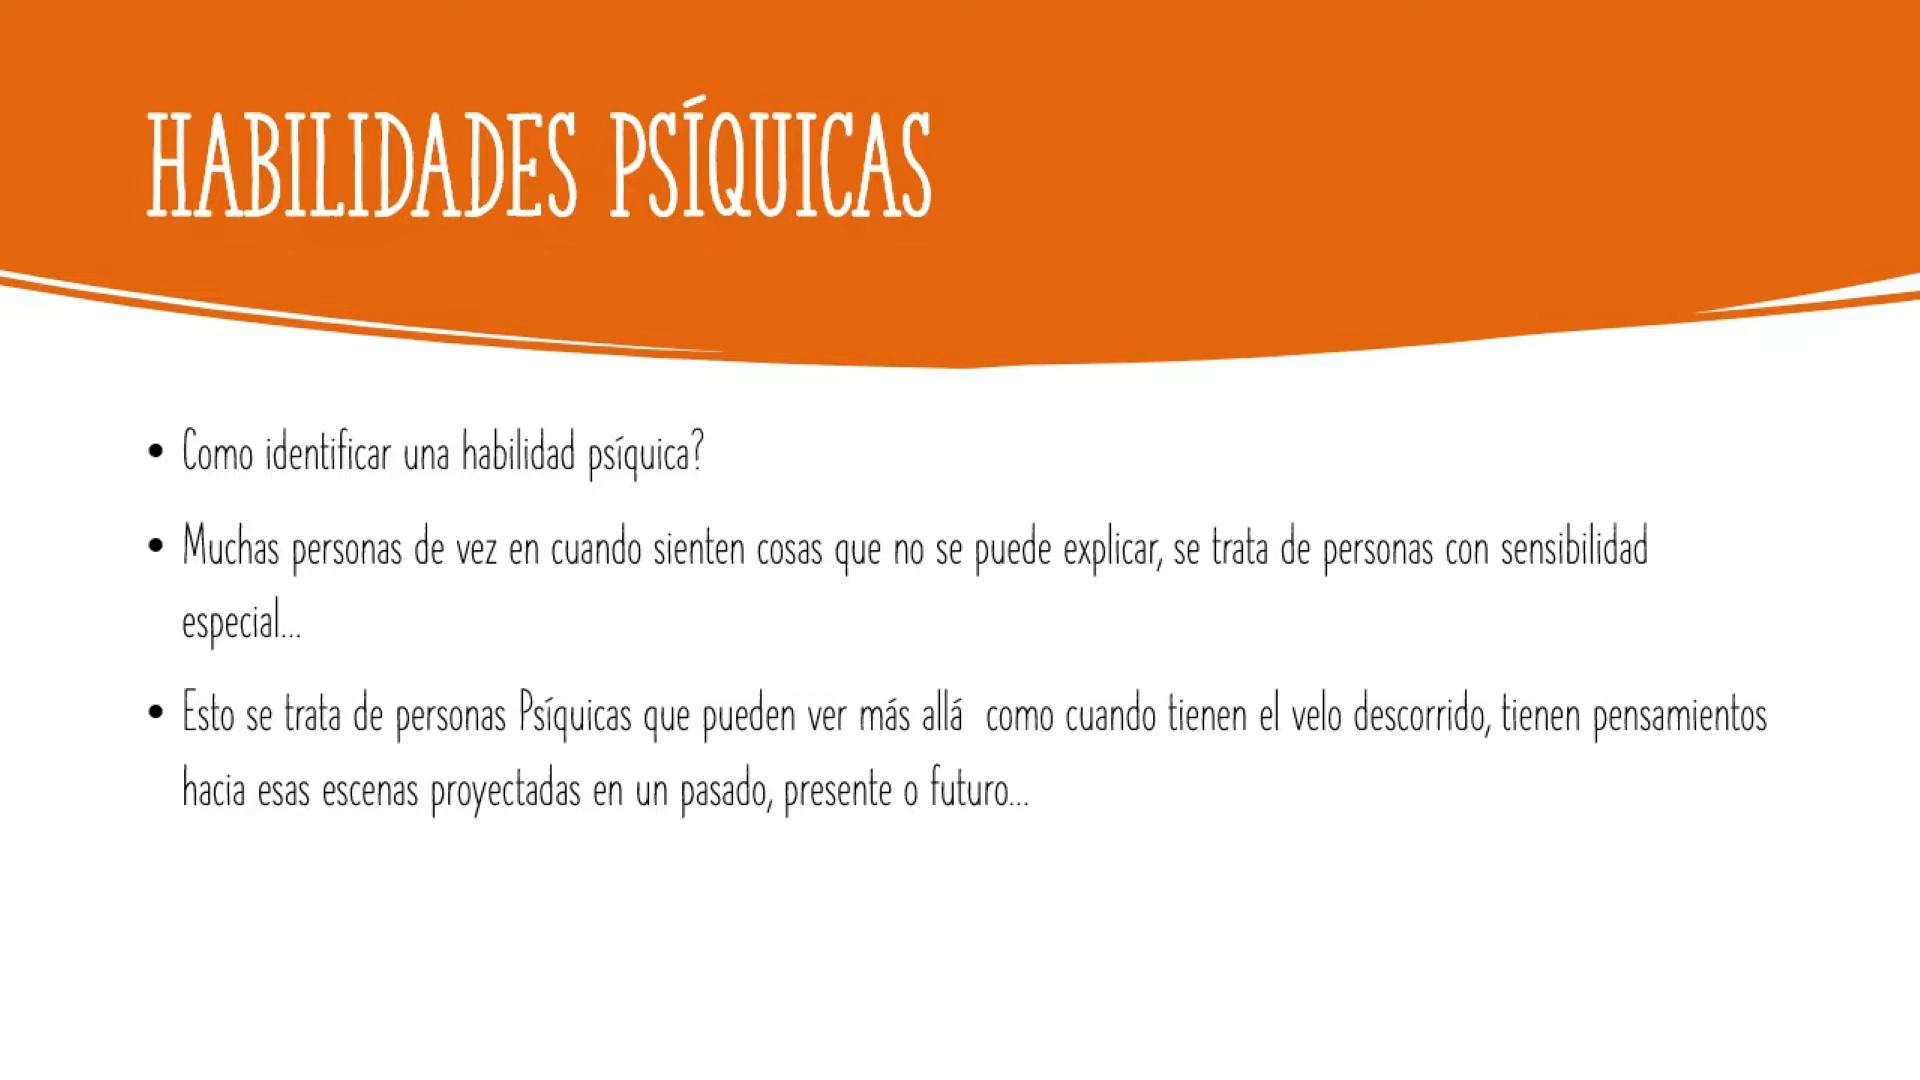 HABILIDADES PSÍQUICAS
• Como identificar una habilidad psíquica?
• Muchas personas de vez en cuando sienten cosas que no se puede explicar, se trata de personas con sensibilidad
especial...
• Esto se trata de personas Psíquicas que pueden ver más allá  como cuando tienen el velo descorrido, tienen pensamientos
hacia esas escenas proyectadas en un pasado, presente o futuro...